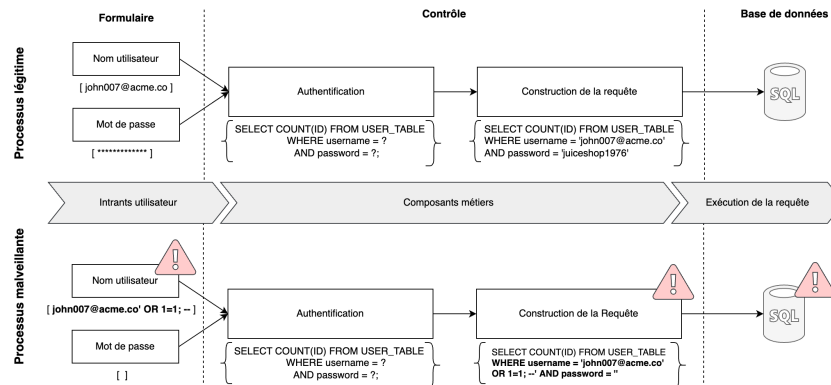 Formulaire
Contrôle
Base de données
Processus légitime
Nom utilisateur
[ john007@acme.co ]
Mot de passe
[ ************* ]
Authentification
SELECT COUNT(ID) FROM USER_TABLE
WHERE username = ?
AND password = ?;
Construction de la requête
SELECT COUNT(ID) FROM USER_TABLE
WHERE username = 'john007@acme.co'
AND password = 'juiceshop1976'
SQL
Intrants utilisateur
Composants métiers
Exécution de la requête
Processus malveillante
Nom utilisateur
[ john007@acme.co' OR 1=1; -- ]
Mot de passe
[ ]
Authentification
SELECT COUNT(ID) FROM USER_TABLE
WHERE username = ?
AND password = ?;
Construction de la Requête
SELECT COUNT(ID) FROM USER_TABLE
WHERE username = 'john007@acme.co'
OR 1=1; --' AND password = ''
SQL